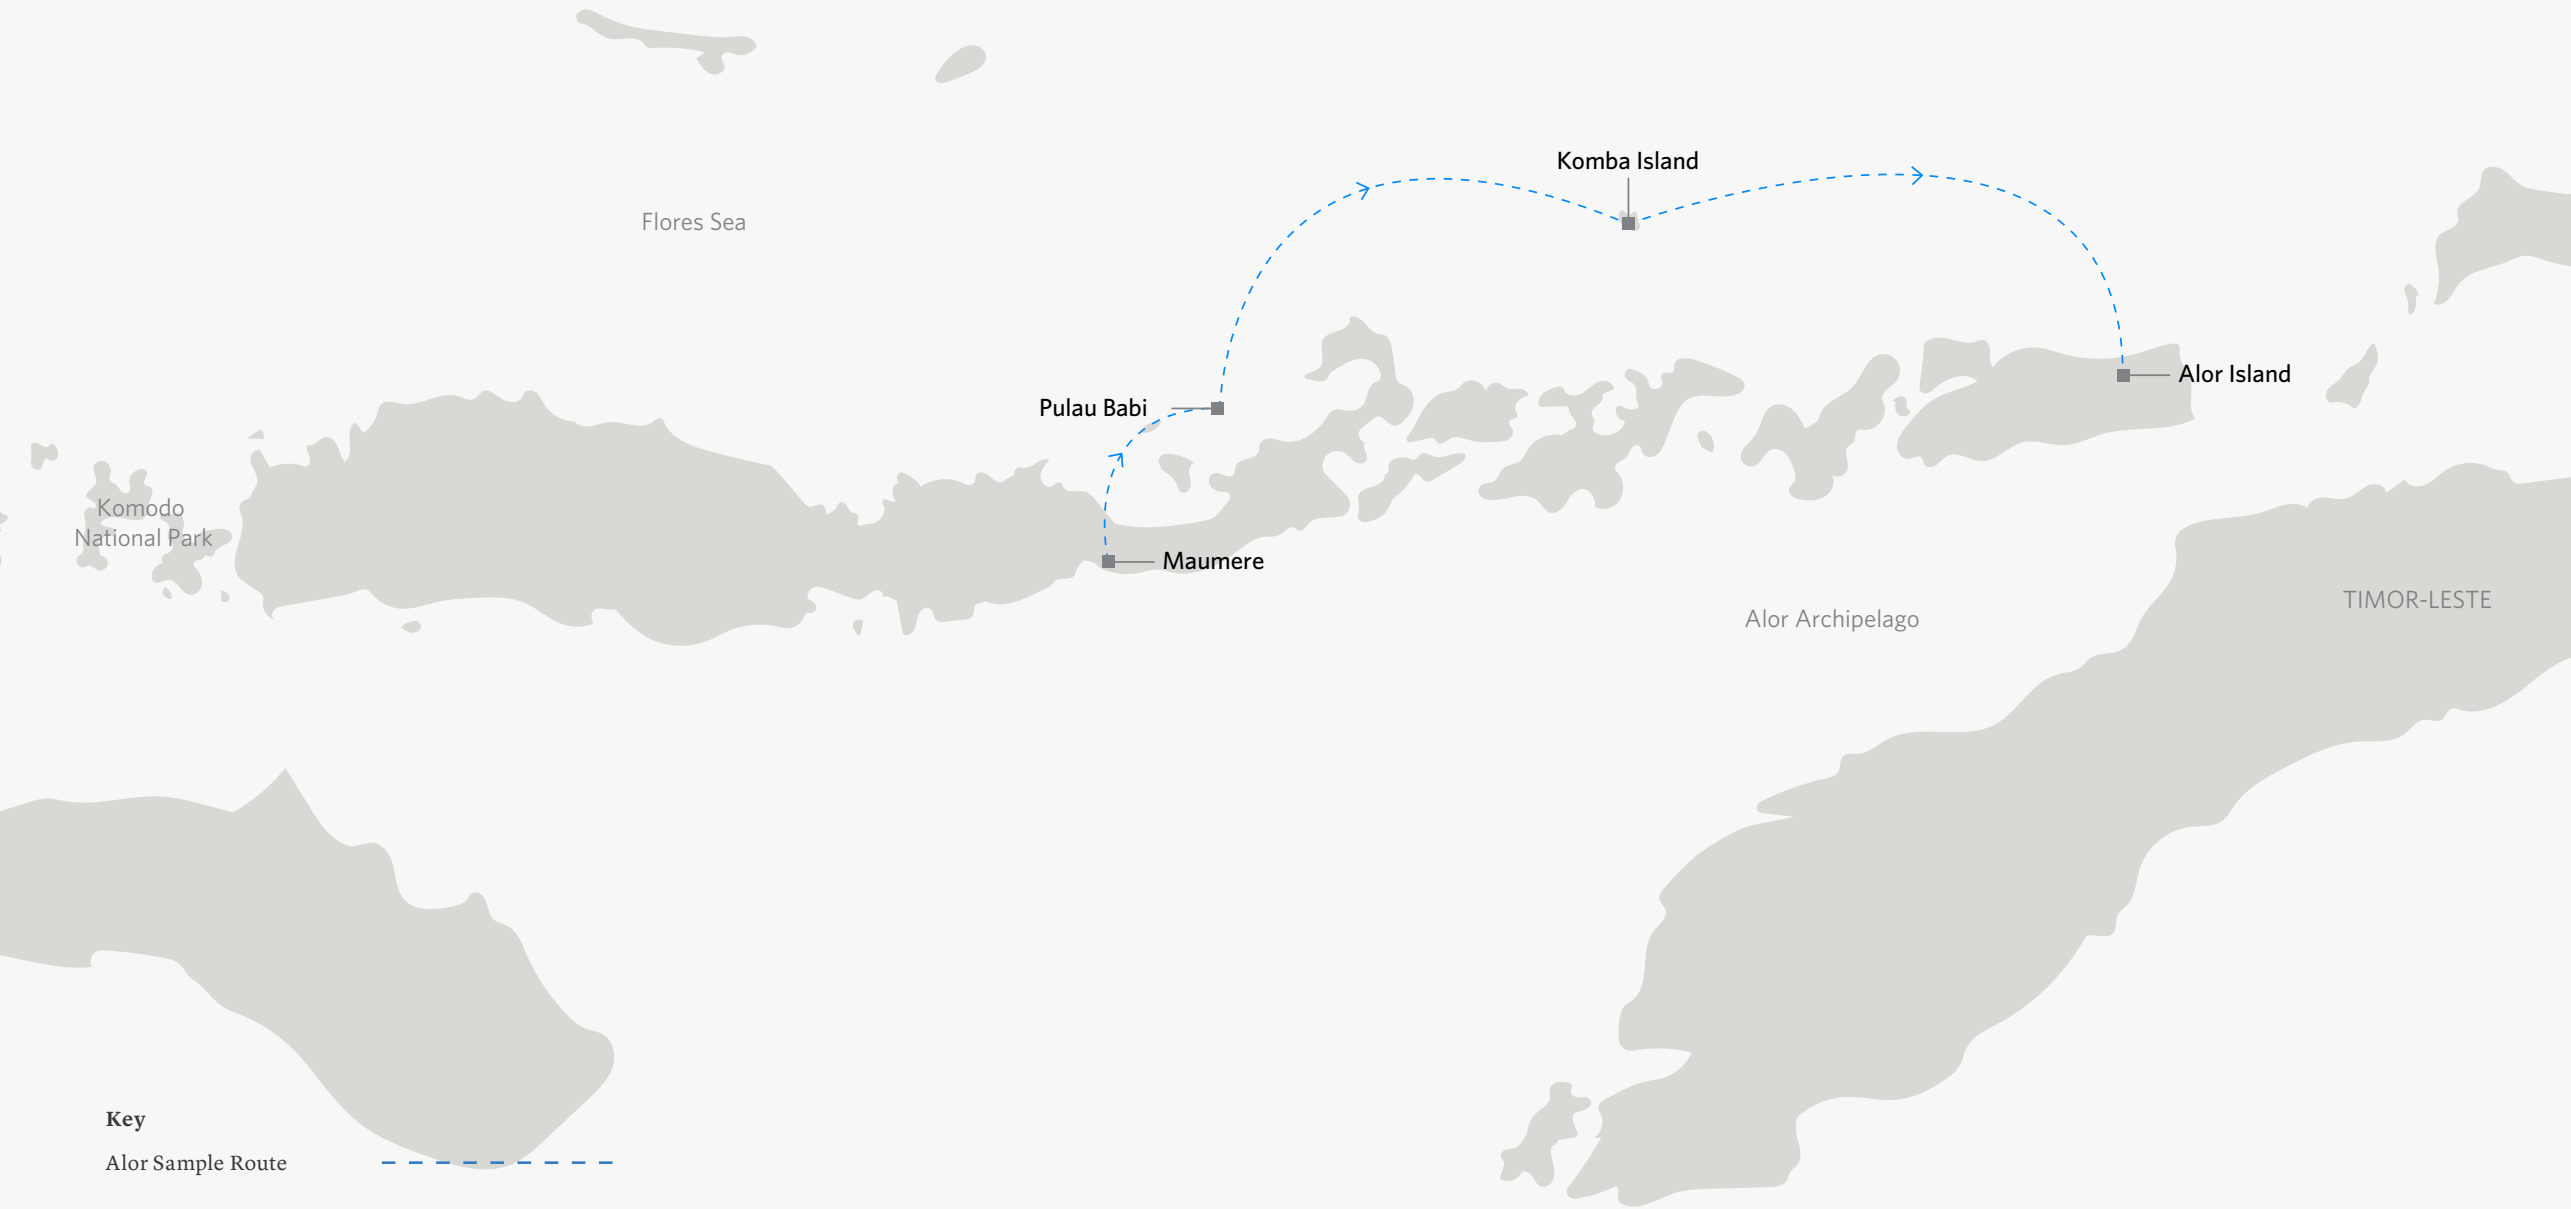 Komba Island
Flores Sea
Alor Island
Pulau Babi
Komodo
National Park
Maumere
TIMOR-LESTE
Alor Archipelago
Key
Alor Sample Route